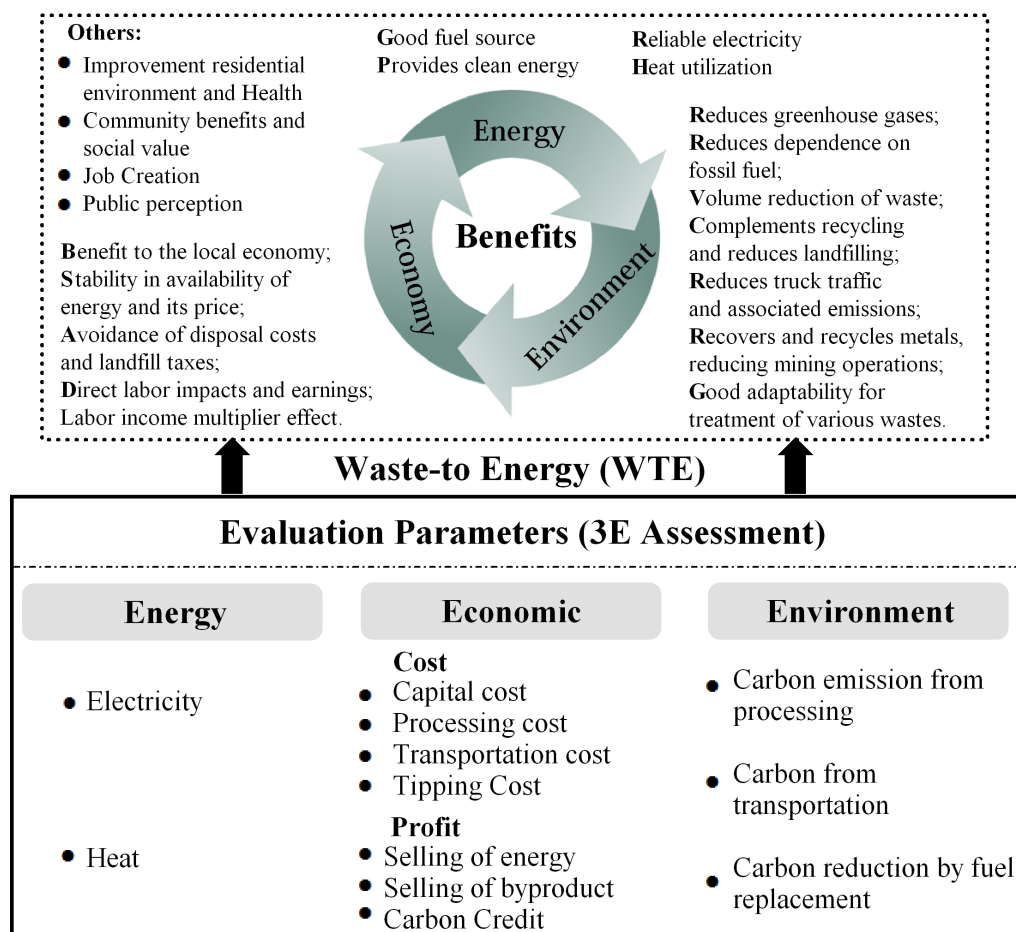 Others:
Improvement residential
environment and Health
Community benefits and
social value
Job Creation
Public perception
Good fuel source
Provides clean energy
Reliable electricity
Heat utilization
Benefit to the local economy;
Stability in availability of
energy and its price;
Avoidance of disposal costs
and landfill taxes;
Direct labor impacts and earnings;
Labor income multiplier effect.
Energy
Economy
Benefits
Environment
Reduces greenhouse gases;
Reduces dependence on
fossil fuel;
Volume reduction of waste;
Complements recycling
and reduces landfilling;
Reduces truck traffic
and associated emissions;
Recovers and recycles metals,
reducing mining operations;
Good adaptability for
treatment of various wastes.
Waste-to Energy (WTE)
Evaluation Parameters (3E Assessment)
Energy
Electricity
Heat
Economic
Cost
Capital cost
Processing cost
Transportation cost
Tipping Cost
Profit
Selling of energy
Selling of byproduct
Carbon Credit
Environment
Carbon emission from
processing
Carbon from
transportation
Carbon reduction by fuel
replacement